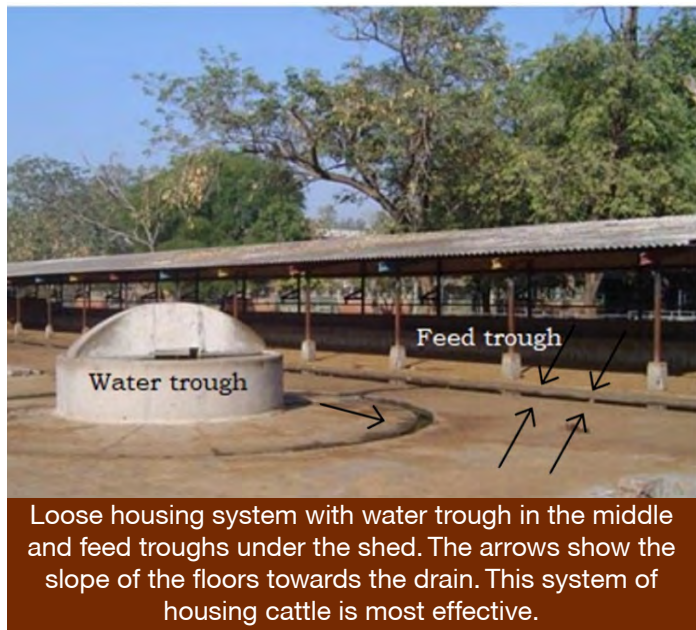 Feed trough
Water trough
Loose housing system with water trough in the middle
and feed troughs under the shed. The arrows show the
slope of the floors towards the drain. This system of
housing cattle is most effective.